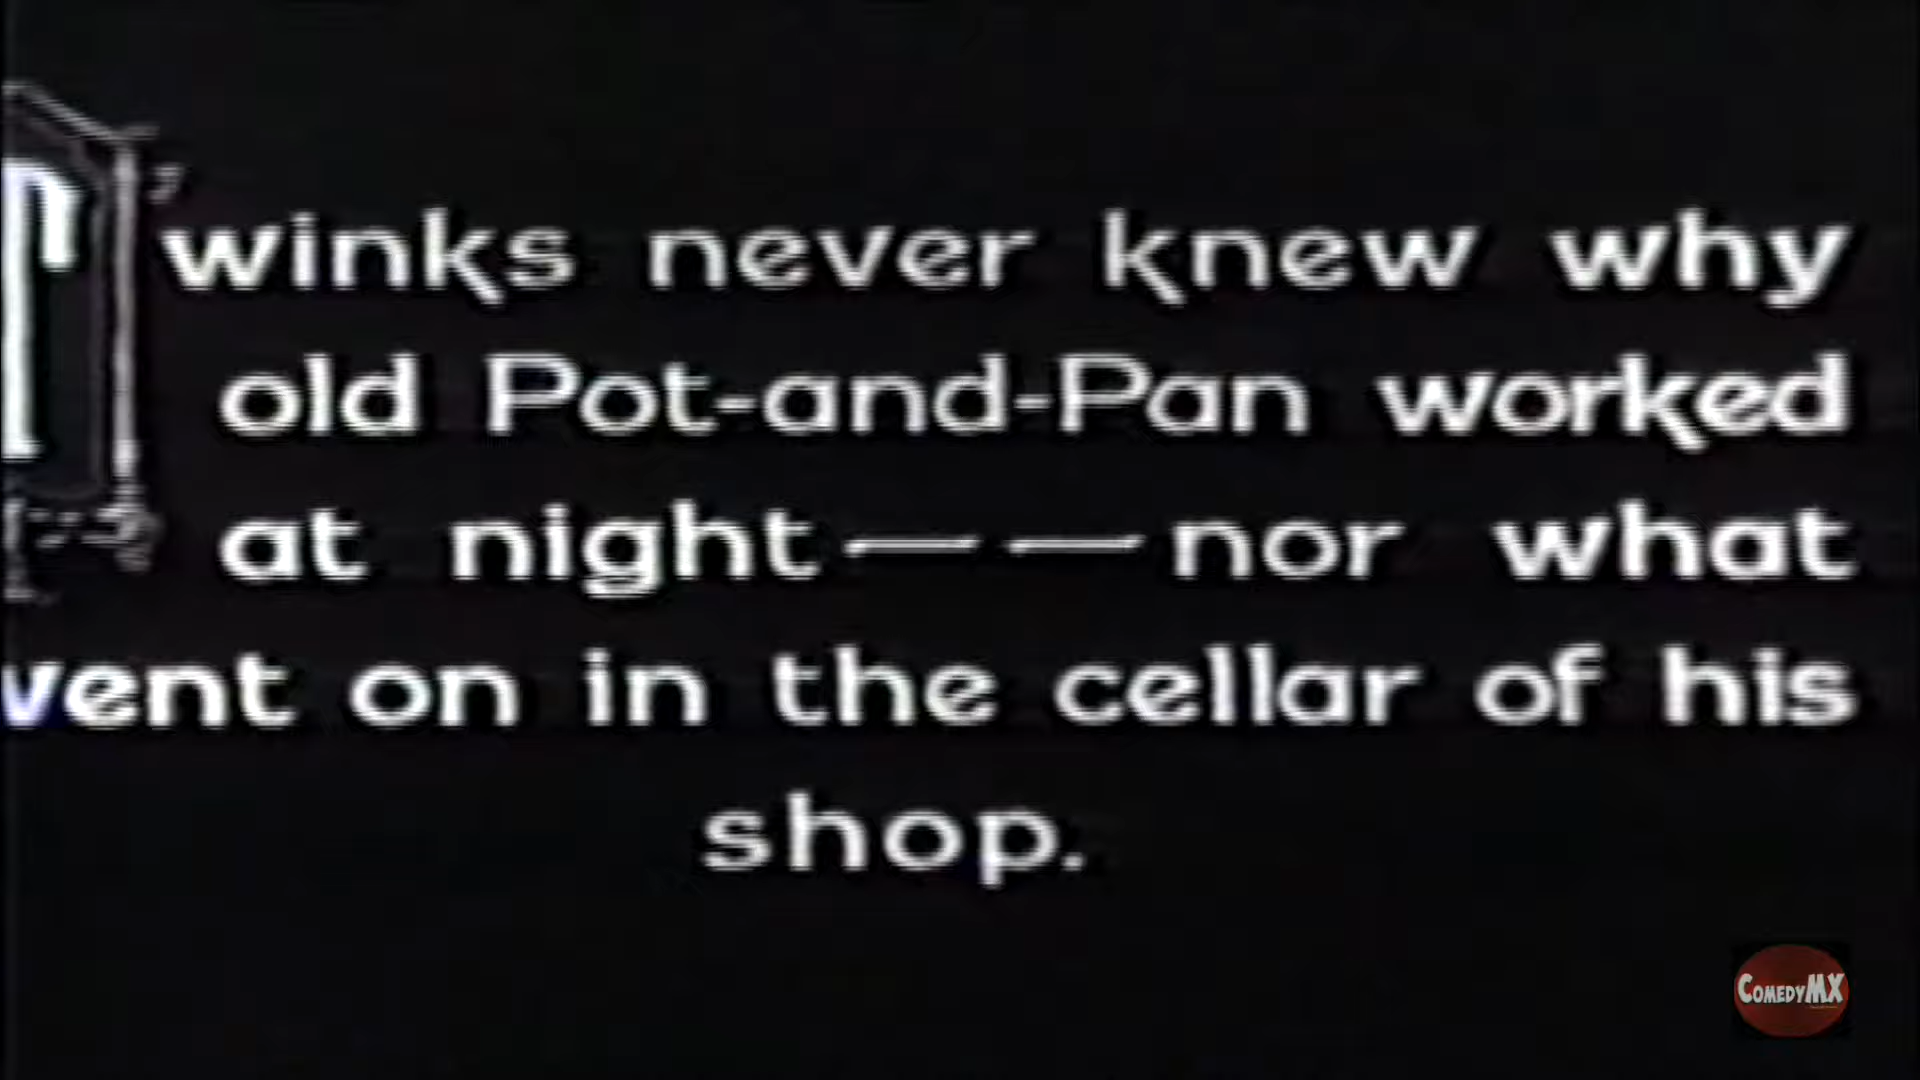 Twinks never knew why
old Pot-and-Pan worked
at night——nor what
went on in the cellar of his
shop.
COMEDYMX